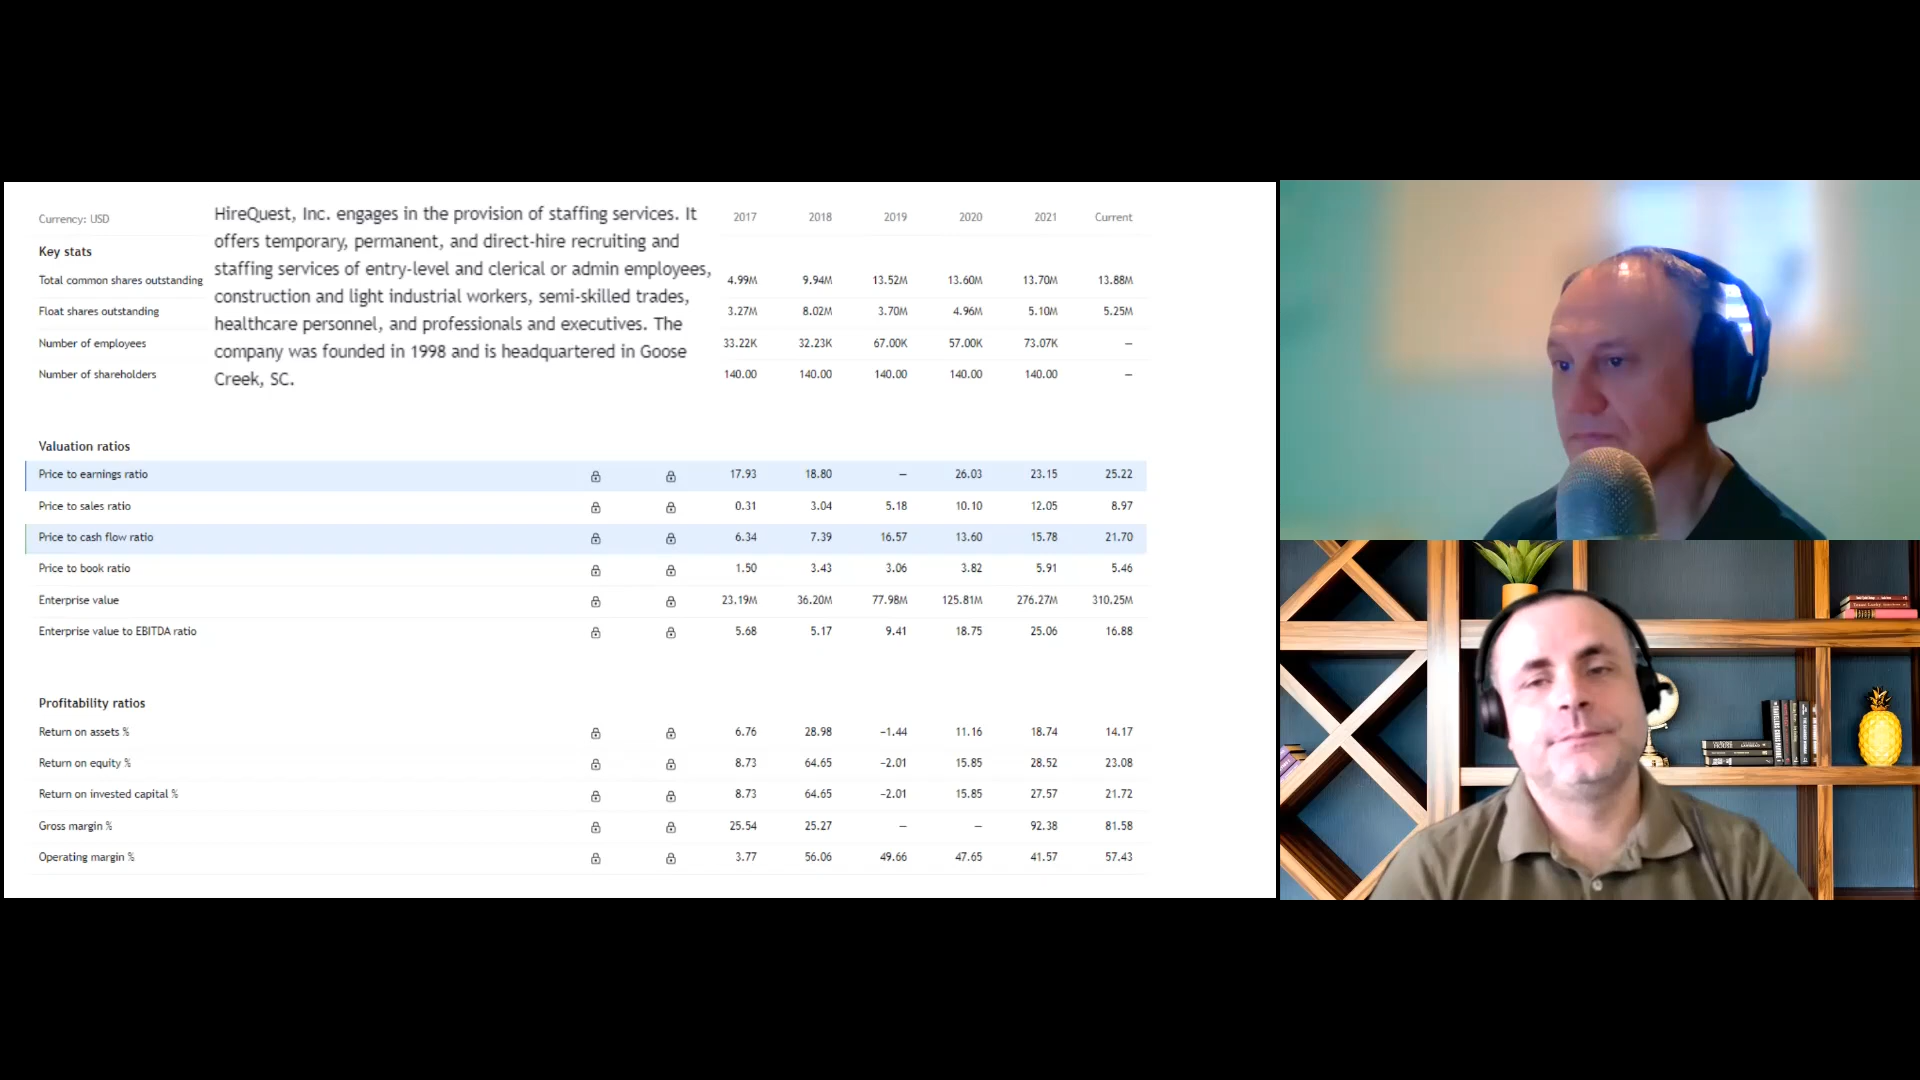 Currency: USD
HireQuest, Inc. engages in the provision of staffing services. It
offers temporary, permanent, and direct-hire recruiting and
staffing services of entry-level and clerical or admin employees,
construction and light industrial workers, semi-skilled trades,
healthcare personnel, and professionals and executives. The
company was founded in 1998 and is headquartered in Goose
Creek, SC.
2017 2018 2019 2020 2021 Current
Key stats
Total common shares outstanding 4.99M 9.94M 13.52M 13.60M 13.70M 13.88M
Float shares outstanding 3.27M 8.02M 3.70M 4.96M 5.10M 5.25M
Number of employees 33.22K 32.23K 67.00K 57.00K 73.07K —
Number of shareholders 140.00 140.00 140.00 140.00 140.00 —
Valuation ratios
Price to earnings ratio 17.93 18.80 — 26.03 23.15 25.22
Price to sales ratio 0.31 3.04 5.18 10.10 12.05 8.97
Price to cash flow ratio 6.34 7.39 16.57 13.60 15.78 21.70
Price to book ratio 1.50 3.43 3.06 3.82 5.91 5.46
Enterprise value 23.19M 36.20M 77.98M 125.81M 276.27M 310.25M
Enterprise value to EBITDA ratio 5.68 5.17 9.41 18.75 25.06 16.88
Profitability ratios
Return on assets % 6.76 28.98 −1.44 11.16 18.74 14.17
Return on equity % 8.73 64.65 −2.01 15.85 28.52 23.08
Return on invested capital % 8.73 64.65 −2.01 15.85 27.57 21.72
Gross margin % 25.54 25.27 — — 92.38 81.58
Operating margin % 3.77 56.06 49.66 47.65 41.57 57.43